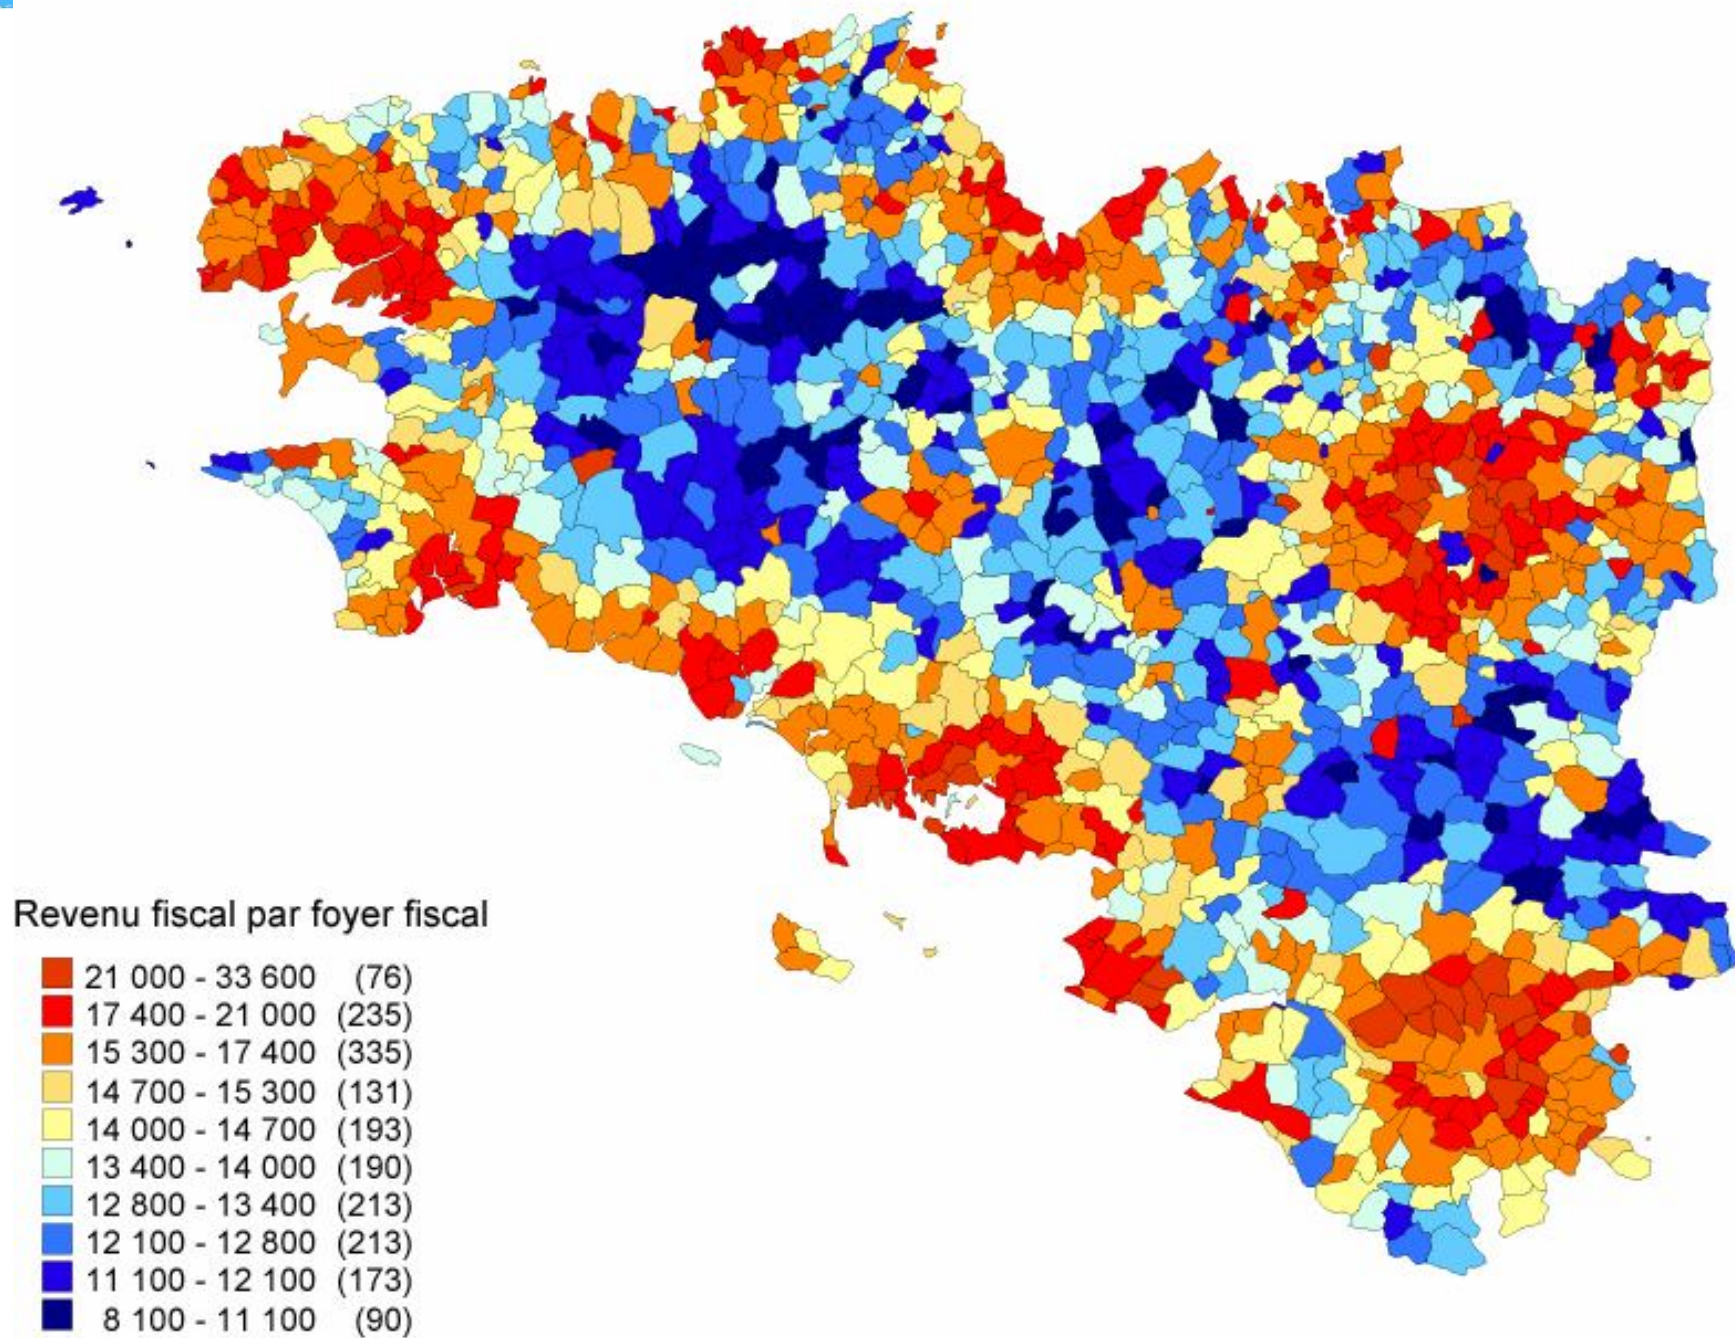 Revenu fiscal par foyer fiscal
21 000 - 33 600 (76)
17 400 - 21 000 (235)
15 300 - 17 400 (335)
14 700 - 15 300 (131)
14 000 - 14 700 (193)
13 400 - 14 000 (190)
12 800 - 13 400 (213)
12 100 - 12 800 (213)
11 100 - 12 100 (173)
8 100 - 11 100 (90)